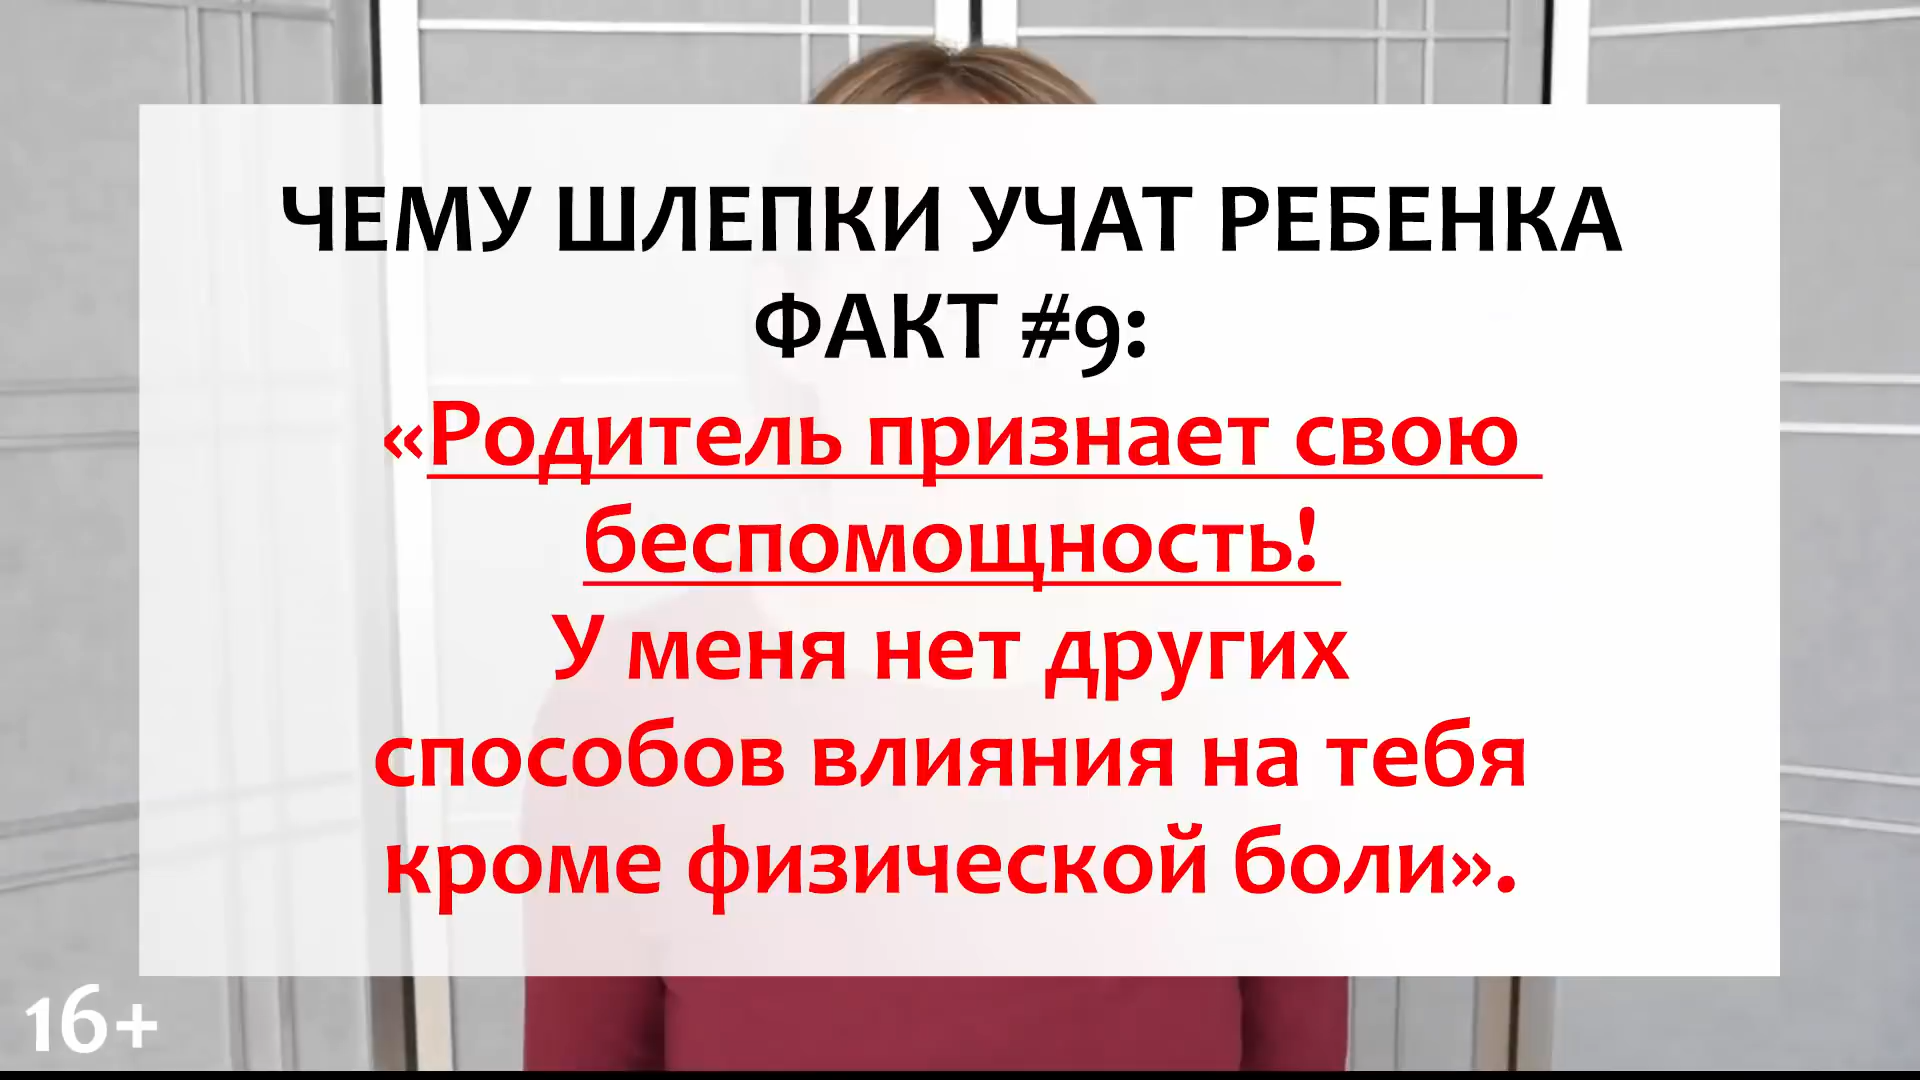 ЧЕМУ ШЛЕПКИ УЧАТ РЕБЕНКА
ФАКТ #9:
«Родитель признает свою
беспомощность!
У меня нет других
способов влияния на тебя
кроме физической боли».
16+